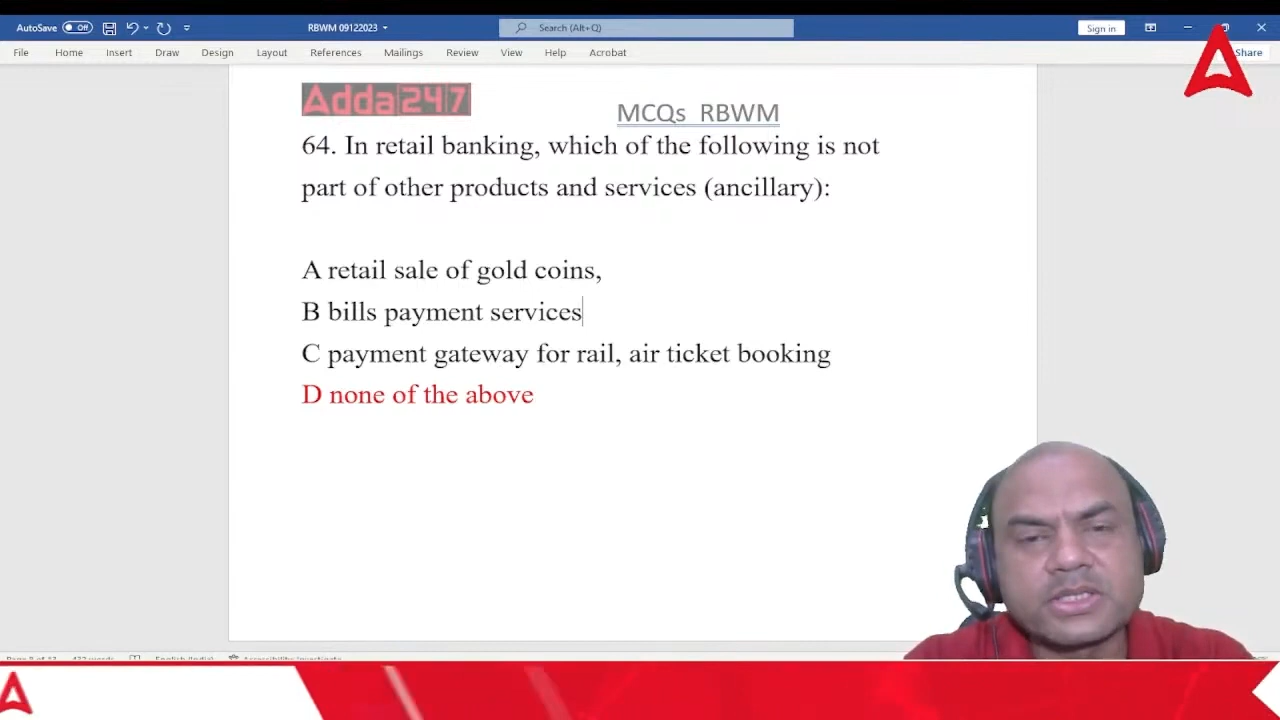 AutoSave Off RBWM 09122023 Search (Alt+Q) Sign in
File Home Insert Draw Design Layout References Mailings Review View Help Acrobat Share
Adda 247
MCQs RBWM
64. In retail banking, which of the following is not
part of other products and services (ancillary):
A retail sale of gold coins,
B bills payment services
C payment gateway for rail, air ticket booking
D none of the above